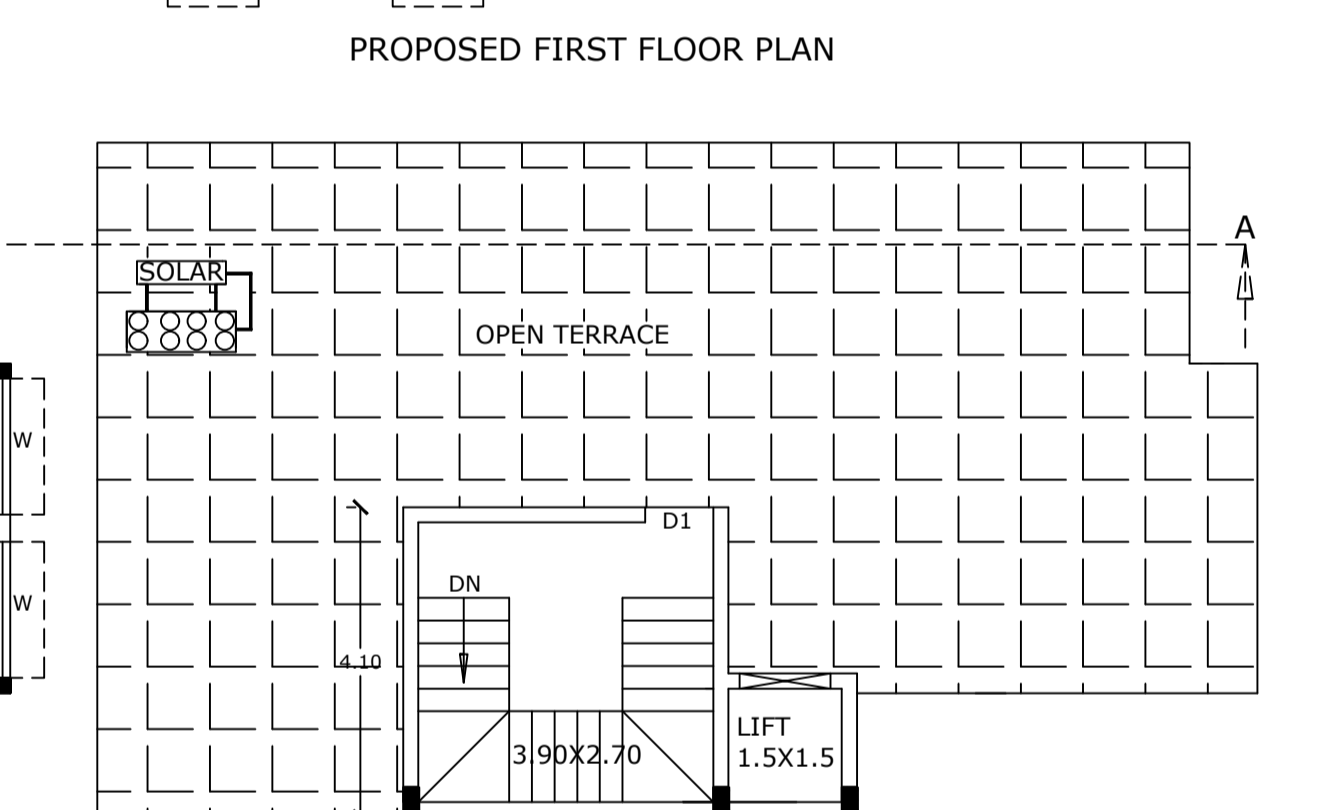 PROPOSED FIRST FLOOR PLAN
A
SOLAR
OPEN TERRACE
W
D1
DN
W
4.10
LIFT
3.90X2.70
1.5X1.5